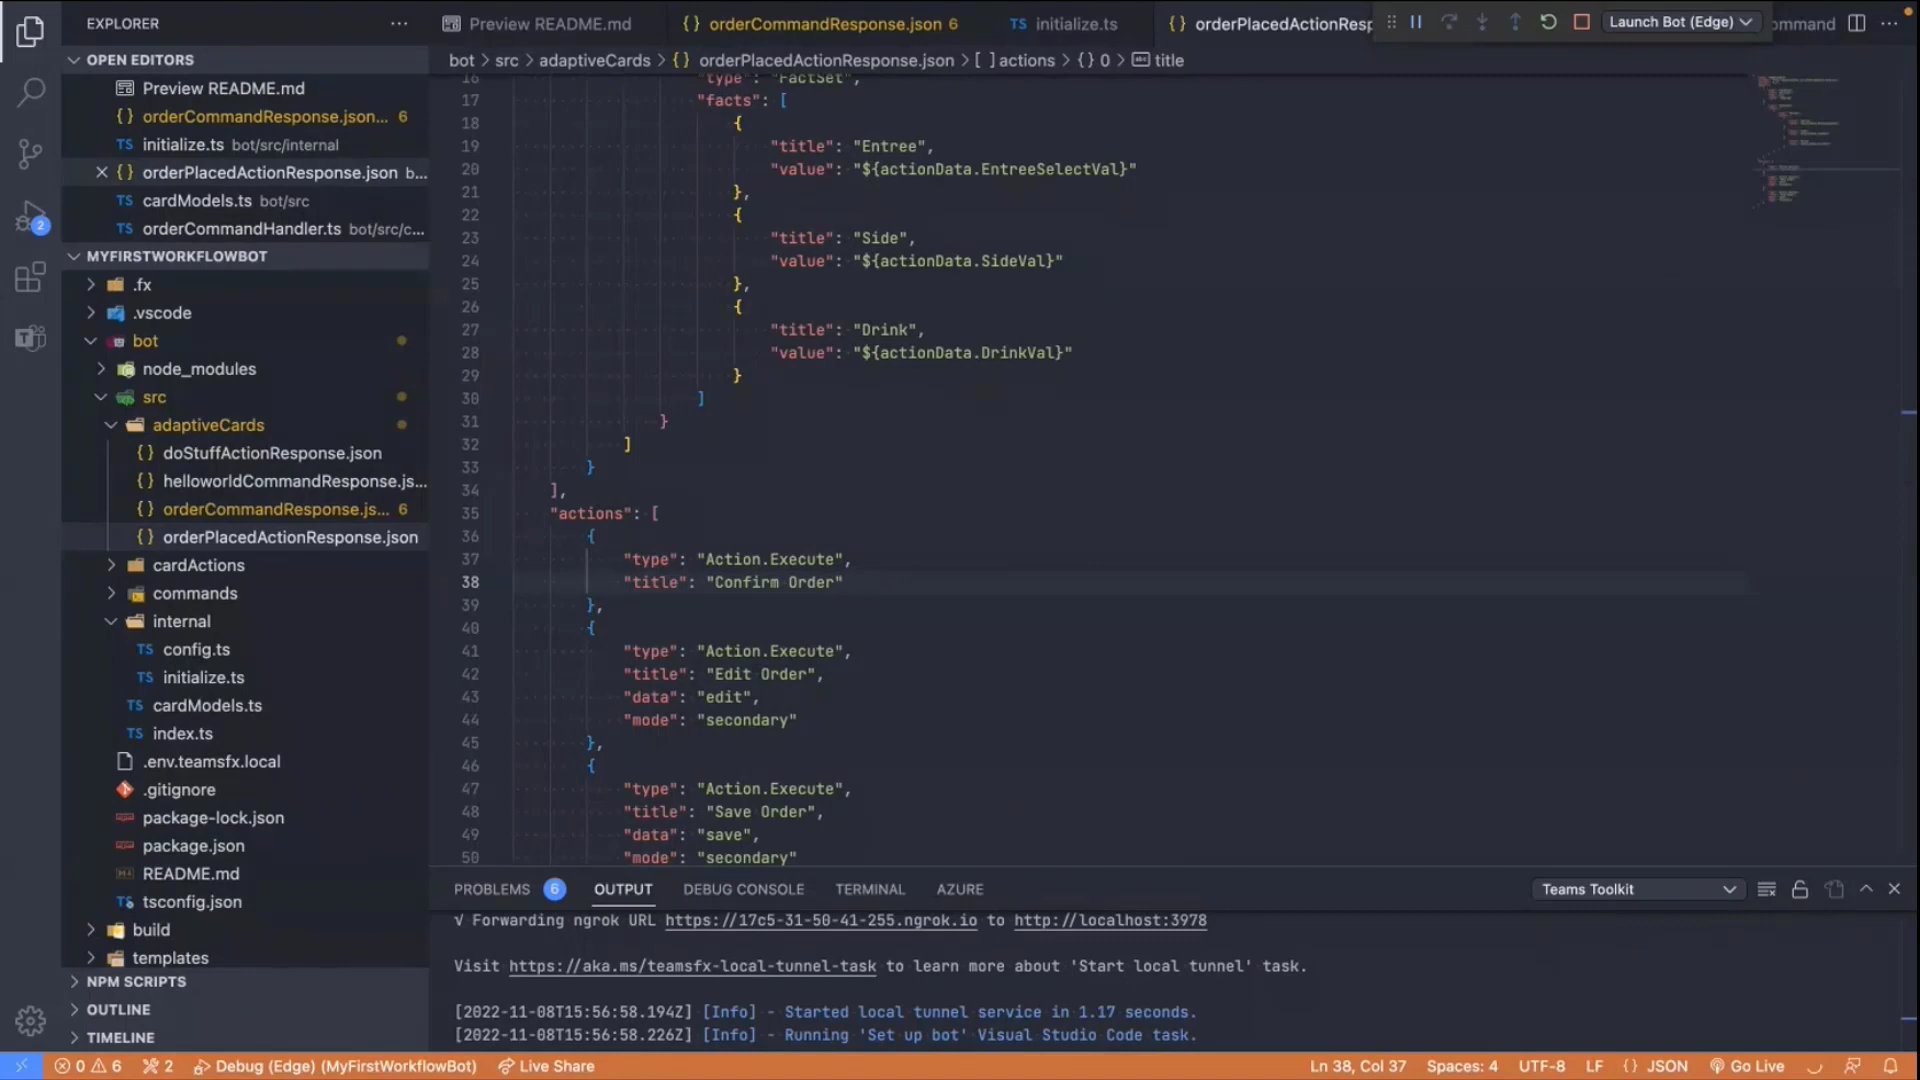 EXPLORER
Preview README.md
{} orderCommandResponse.json 6
TS initialize.ts
{} orderPlacedActionResp
Launch Bot (Edge)
ommand
OPEN EDITORS
Preview README.md
{} orderCommandResponse.json... 6
TS initialize.ts bot/src/internal
{} orderPlacedActionResponse.json b...
TS cardModels.ts bot/src
TS orderCommandHandler.ts bot/src/c...
MYFIRSTWORKFLOWBOT
.fx
.vscode
bot
node_modules
src
adaptiveCards
{} doStuffActionResponse.json
{} helloworldCommandResponse.js...
{} orderCommandResponse.js... 6
{} orderPlacedActionResponse.json
cardActions
commands
internal
TS config.ts
TS initialize.ts
TS cardModels.ts
TS index.ts
.env.teamsfx.local
.gitignore
package-lock.json
package.json
README.md
tsconfig.json
build
templates
NPM SCRIPTS
OUTLINE
TIMELINE
2
bot > src > adaptiveCards > {} orderPlacedActionResponse.json > [ ] actions > {} 0 > abc title
16 "type": "FactSet",
17 "facts": [
18 {
19 "title": "Entree",
20 "value": "${actionData.EntreeSelectVal}"
21 },
22 {
23 "title": "Side",
24 "value": "${actionData.SideVal}"
25 },
26 {
27 "title": "Drink",
28 "value": "${actionData.DrinkVal}"
29 }
30 ]
31 }
32 ]
33 }
34 ],
35 "actions": [
36 {
37 "type": "Action.Execute",
38 "title": "Confirm Order"
39 },
40 {
41 "type": "Action.Execute",
42 "title": "Edit Order",
43 "data": "edit",
44 "mode": "secondary"
45 },
46 {
47 "type": "Action.Execute",
48 "title": "Save Order",
49 "data": "save",
50 "mode": "secondary"
PROBLEMS 6 OUTPUT DEBUG CONSOLE TERMINAL AZURE
Teams Toolkit
√ Forwarding ngrok URL https://17c5-31-50-41-255.ngrok.io to http://localhost:3978
Visit https://aka.ms/teamsfx-local-tunnel-task to learn more about 'Start local tunnel' task.
[2022-11-08T15:56:58.194Z] [Info] - Started local tunnel service in 1.17 seconds.
[2022-11-08T15:56:58.226Z] [Info] - Running 'Set up bot' Visual Studio Code task.
0 6 2 Debug (Edge) (MyFirstWorkflowBot) Live Share
Ln 38, Col 37 Spaces: 4 UTF-8 LF {} JSON Go Live